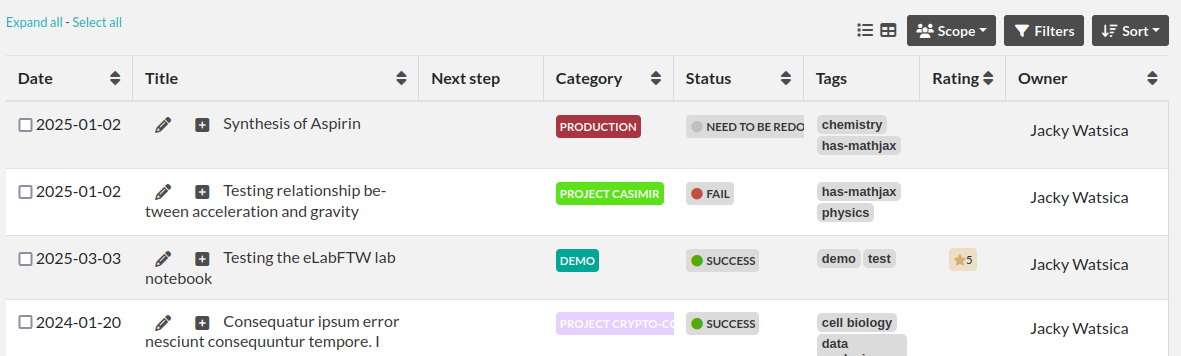 Expand all - Select all
Scope Filters Sort
Date Title Next step Category Status Tags Rating Owner
2025-01-02 Synthesis of Aspirin PRODUCTION NEED TO BE REDO chemistry Jacky Watsica
has-mathjax
2025-01-02 Testing relationship be- PROJECT CASIMIR FAIL has-mathjax Jacky Watsica
tween acceleration and gravity physics
2025-03-03 Testing the eLabFTW lab DEMO SUCCESS demo test 5 Jacky Watsica
notebook
2024-01-20 Consequatur ipsum error PROJECT CRYPTO-CO SUCCESS cell biology Jacky Watsica
nesciunt consequuntur tempore. I data